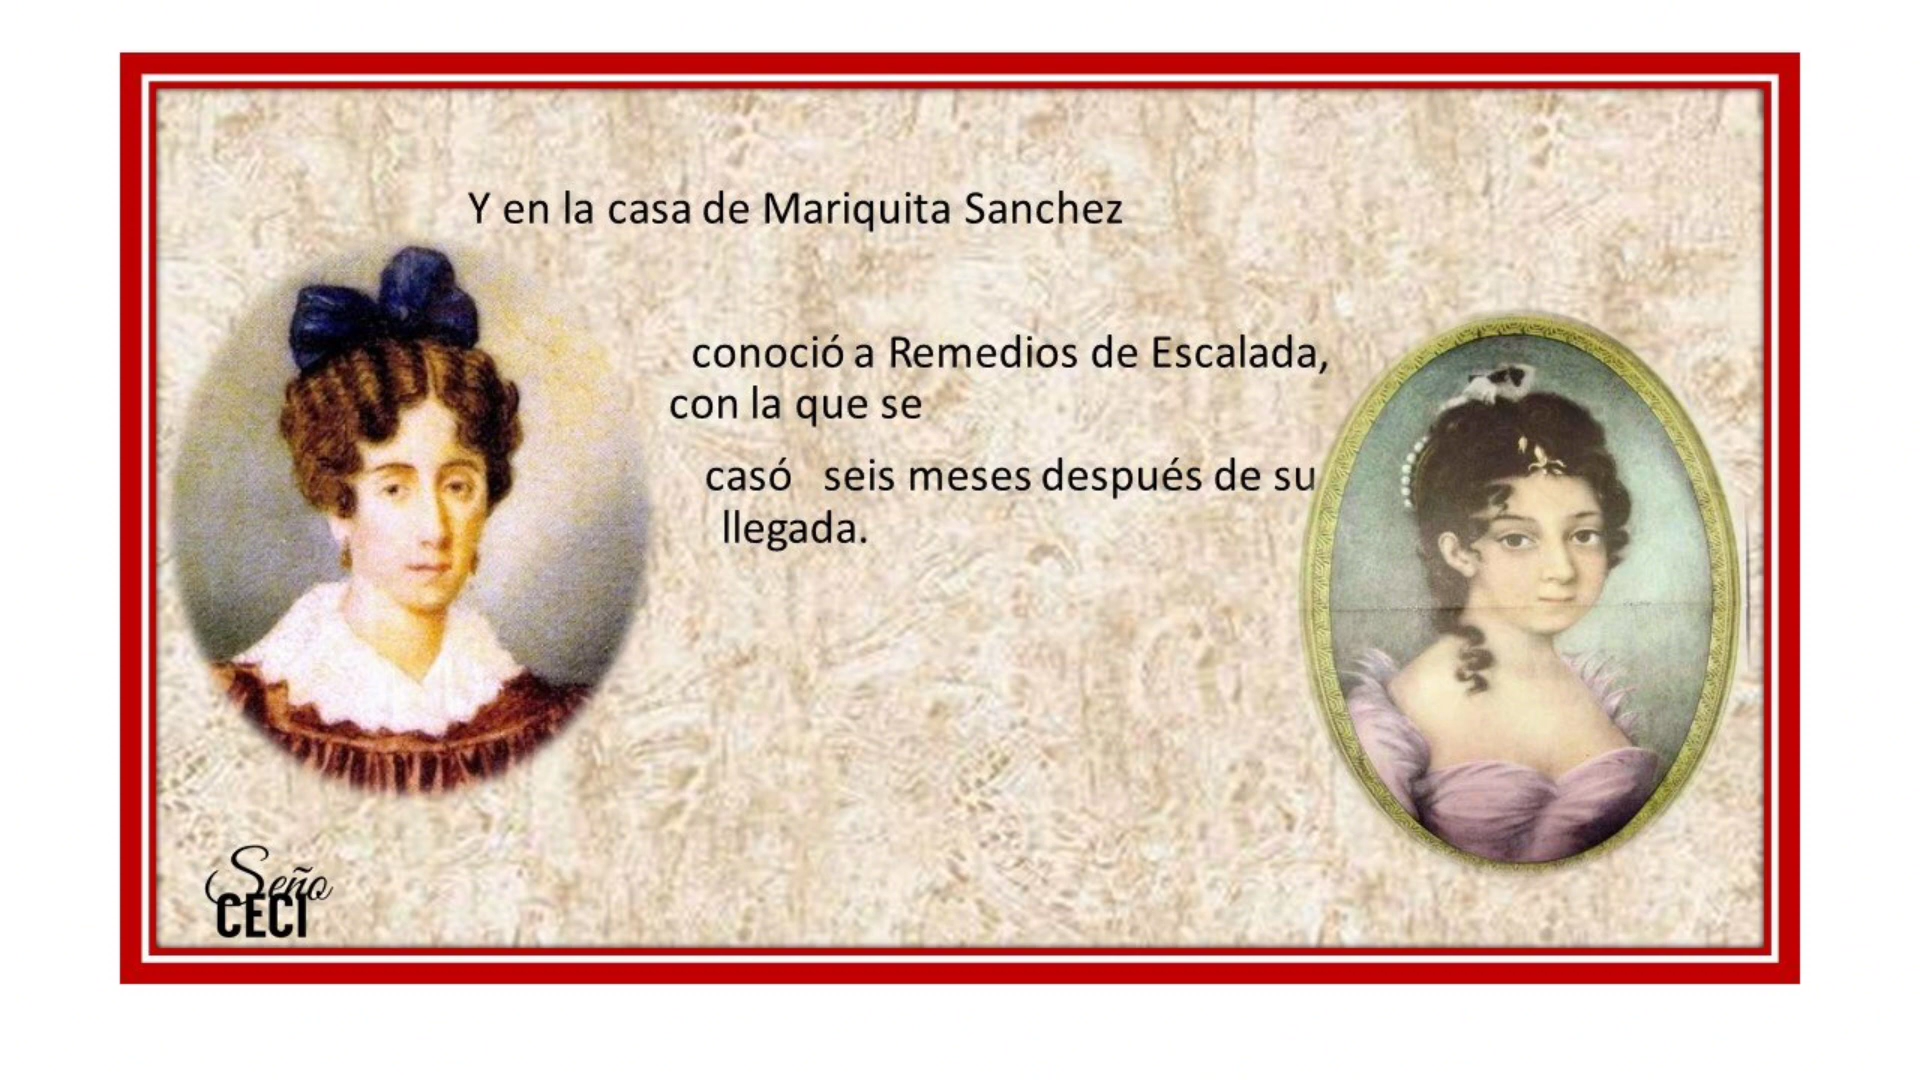 Y en la casa de Mariquita Sanchez
conoció a Remedios de Escalada,
con la que se
casó seis meses después de su
llegada.
Seño
CECI